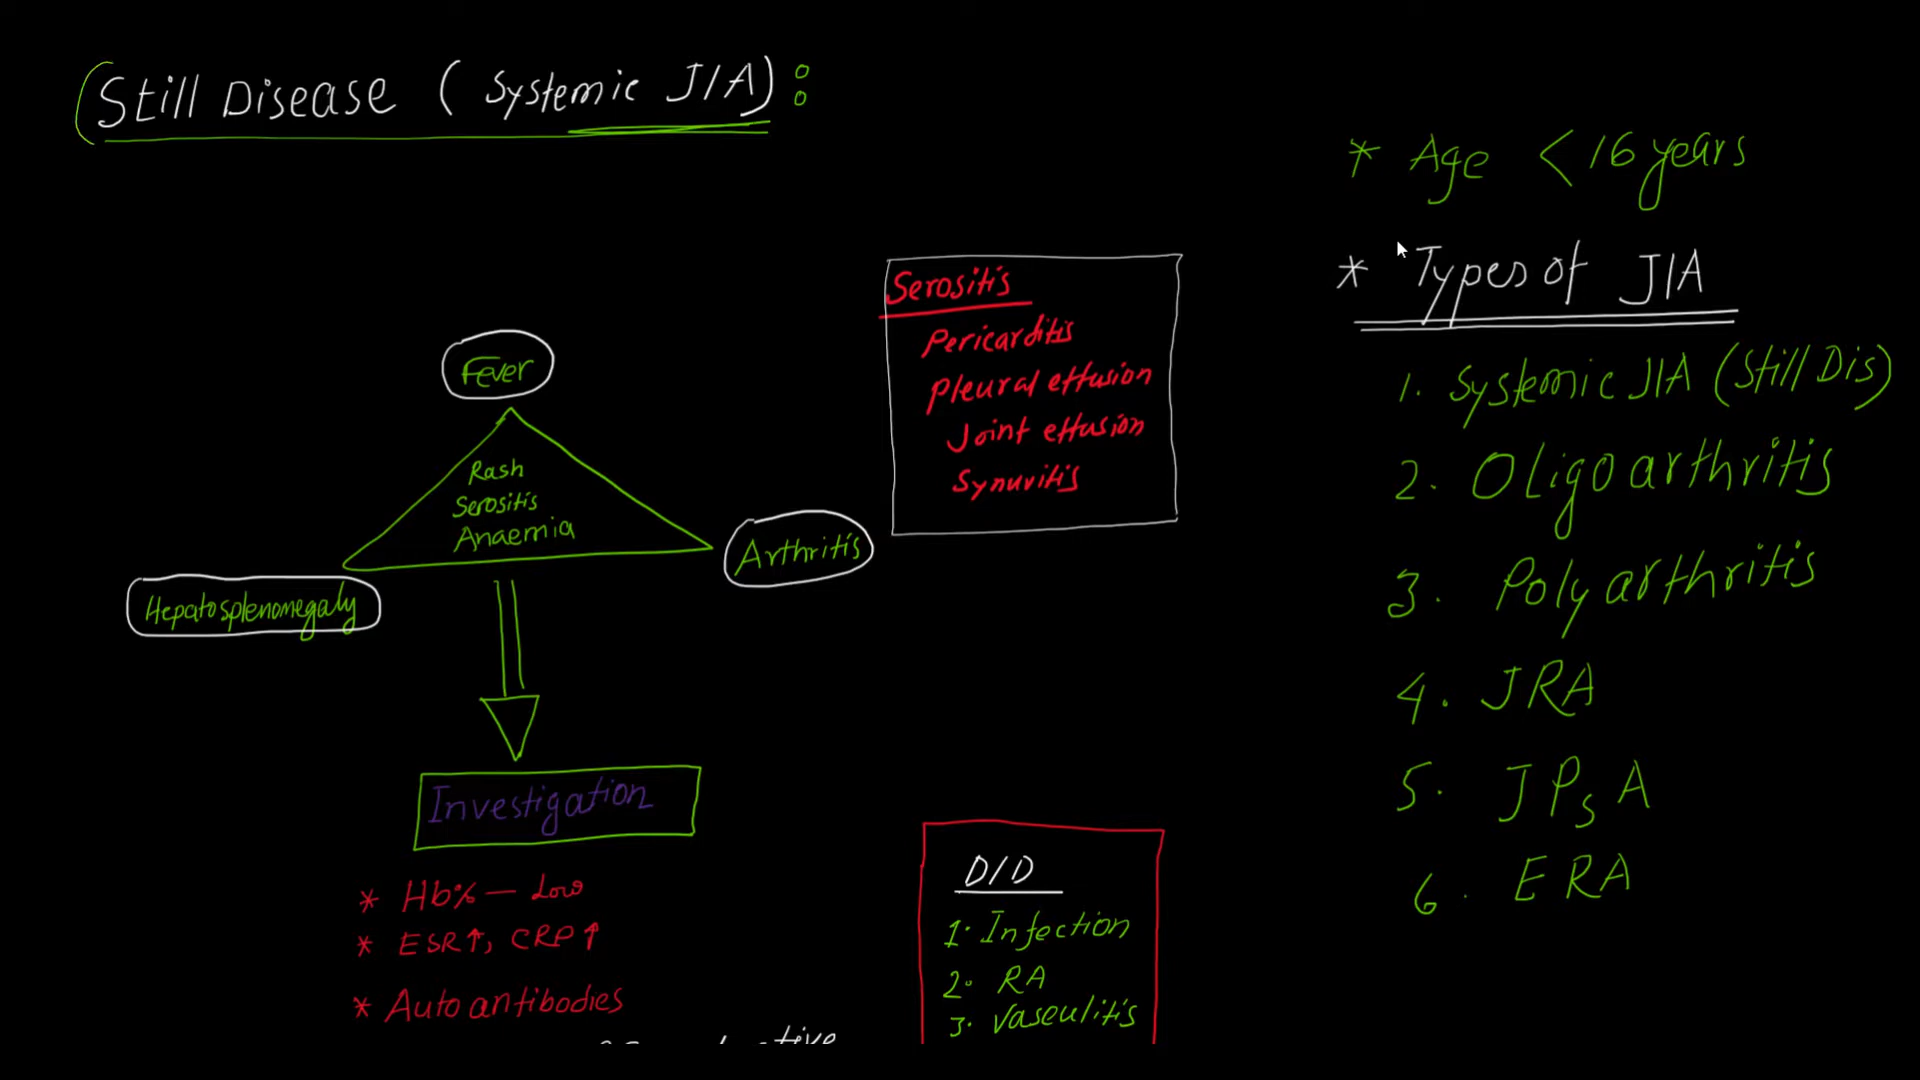 Still Disease ( Systemic JIA) :
Fever
Rash
Serositis
Anaemia
Hepatosplenomegaly
Arthritis
Serositis
Pericarditis
Pleural effusion
Joint effusion
Synuvitis
Investigation
* Hb% — Low
* ESR↑, CRP↑
* Autoantibodies
D/D
1. Infection
2. RA
3. Vasculitis
* Age < 16 years
* Types of JIA
1. Systemic JIA (Still Dis)
2. Oligoarthritis
3. Polyarthritis
4. JRA
5. JPsA
6. ERA